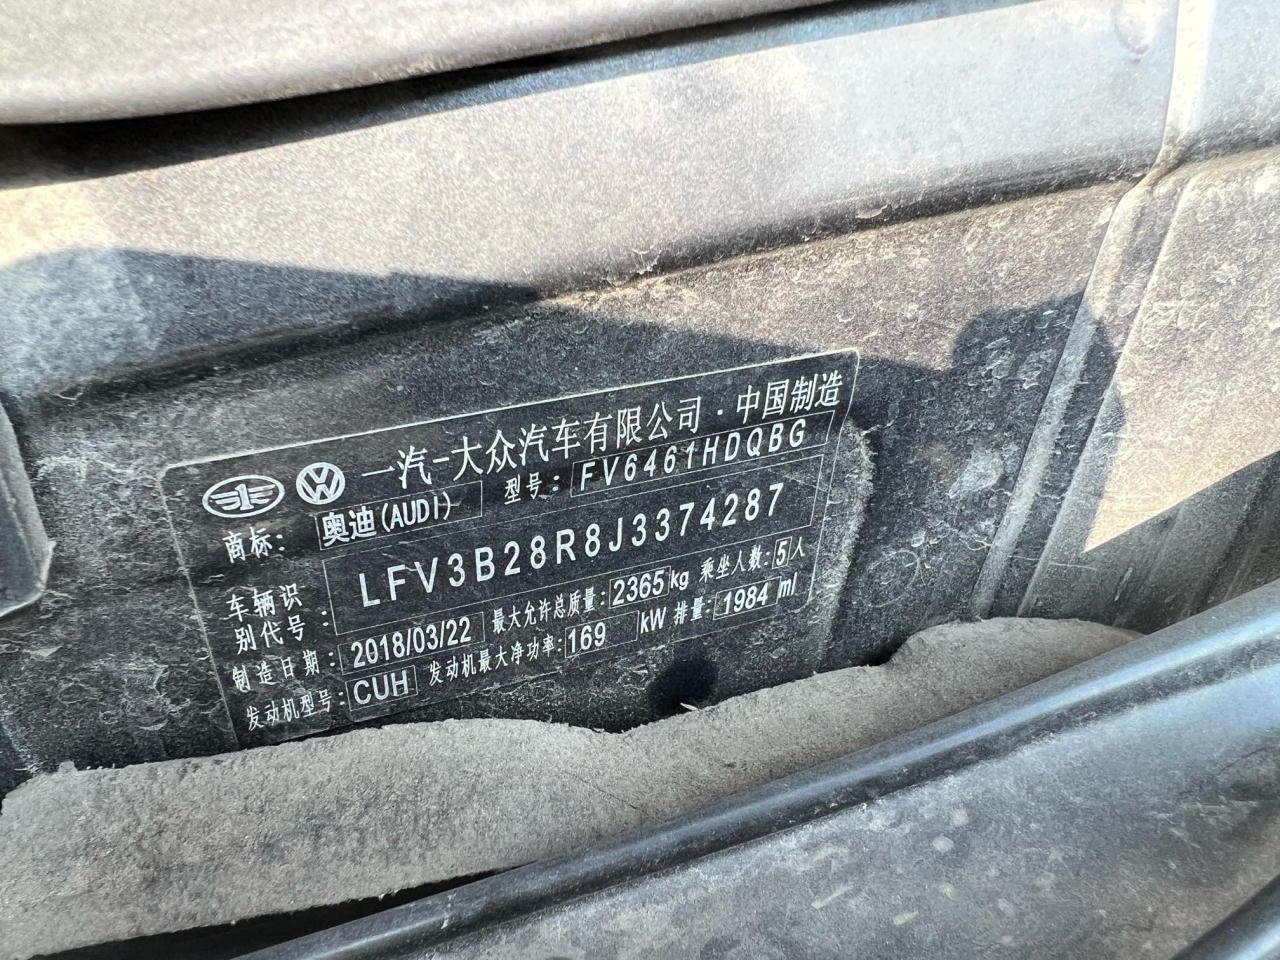 一汽-大众汽车有限公司·中国制造
商标：奥迪(AUDI) 型号：FV6461HDQBG
车辆识别代号：LFV3B28R8J3374287
制造日期：2018/03/22 最大允许总质量：2365kg 乘坐人数：5人
发动机型号：CUH 发动机最大净功率：169 kW 排量：1984 ml